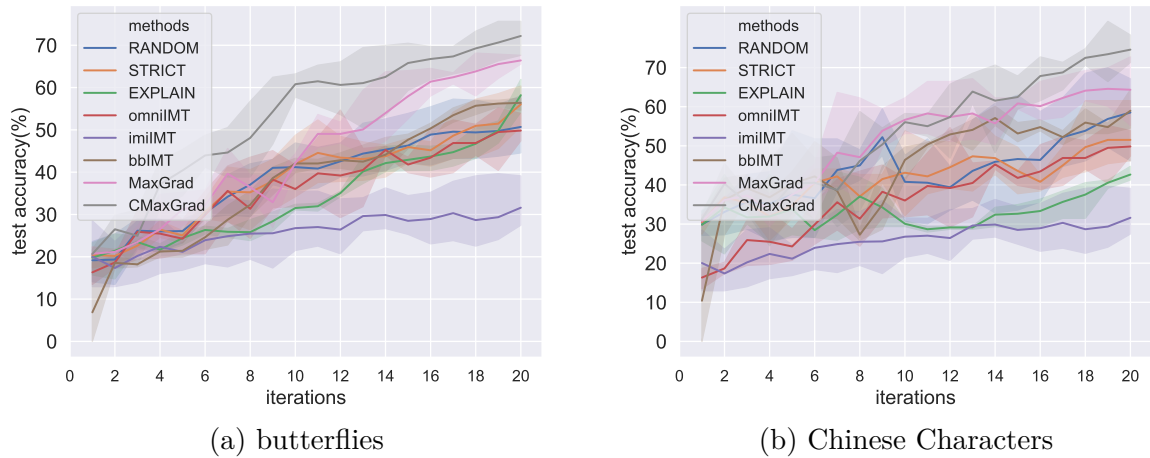 methods
RANDOM
STRICT
EXPLAIN
omniIMT
imiIMT
bbIMT
MaxGrad
CMaxGrad
test accuracy(%)
70
60
50
40
30
20
10
0
0 2 4 6 8 10 12 14 16 18 20
iterations
(a) butterflies
methods
RANDOM
STRICT
EXPLAIN
omniIMT
imiIMT
bbIMT
MaxGrad
CMaxGrad
test accuracy(%)
70
60
50
40
30
20
10
0
0 2 4 6 8 10 12 14 16 18 20
iterations
(b) Chinese Characters